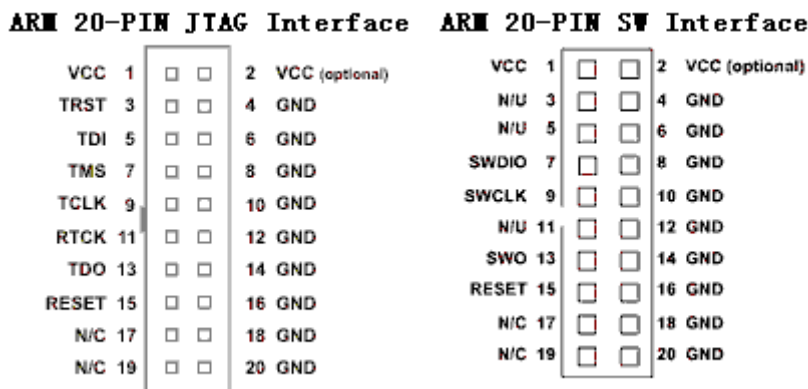 ARM 20-PIN JTAG Interface
VCC 1 2 VCC (optional)
TRST 3 4 GND
TDI 5 6 GND
TMS 7 8 GND
TCLK 9 10 GND
RTCK 11 12 GND
TDO 13 14 GND
RESET 15 16 GND
N/C 17 18 GND
N/C 19 20 GND
ARM 20-PIN SW Interface
VCC 1 2 VCC (optional)
N/U 3 4 GND
N/U 5 6 GND
SWDIO 7 8 GND
SWCLK 9 10 GND
N/U 11 12 GND
SWO 13 14 GND
RESET 15 16 GND
N/C 17 18 GND
N/C 19 20 GND